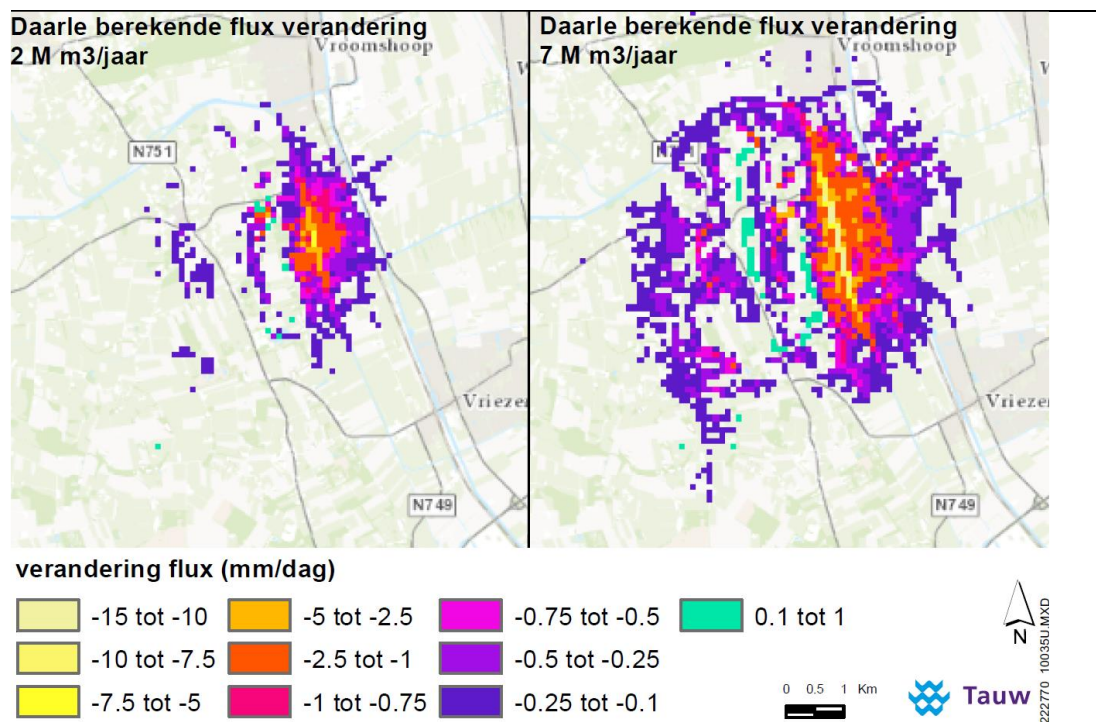 Daarle berekende flux verandering
2 M m3/jaar
Vroomshoop
N751
Vriezen
N749
Daarle berekende flux verandering
7 M m3/jaar
Vroomshoop
Vriezen
N749
verandering flux (mm/dag)
-15 tot -10
-10 tot -7.5
-7.5 tot -5
-5 tot -2.5
-2.5 tot -1
-1 tot -0.75
-0.75 tot -0.5
-0.5 tot -0.25
-0.25 tot -0.1
0.1 tot 1
0 0.5 1 Km
N
Tauw
222770 10035U.MXD